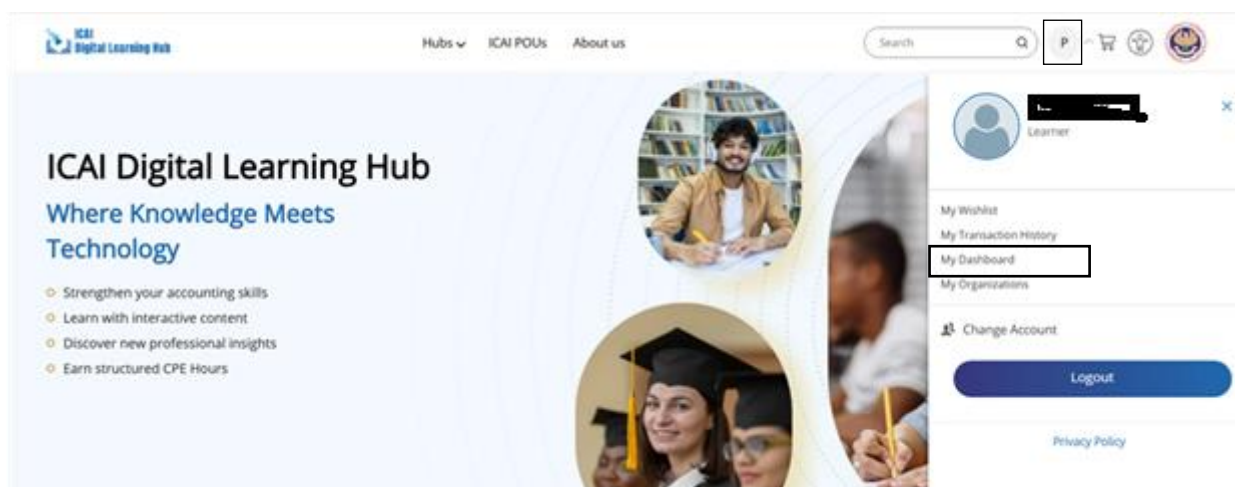 ICAI
Digital Learning Hub
Hubs
ICAI POUs
About us
Search
P
Learner
ICAI Digital Learning Hub
Where Knowledge Meets
Technology
Strengthen your accounting skills
Learn with interactive content
Discover new professional insights
Earn structured CPE Hours
My Wishlist
My Transaction History
My Dashboard
My Organizations
Change Account
Logout
Privacy Policy